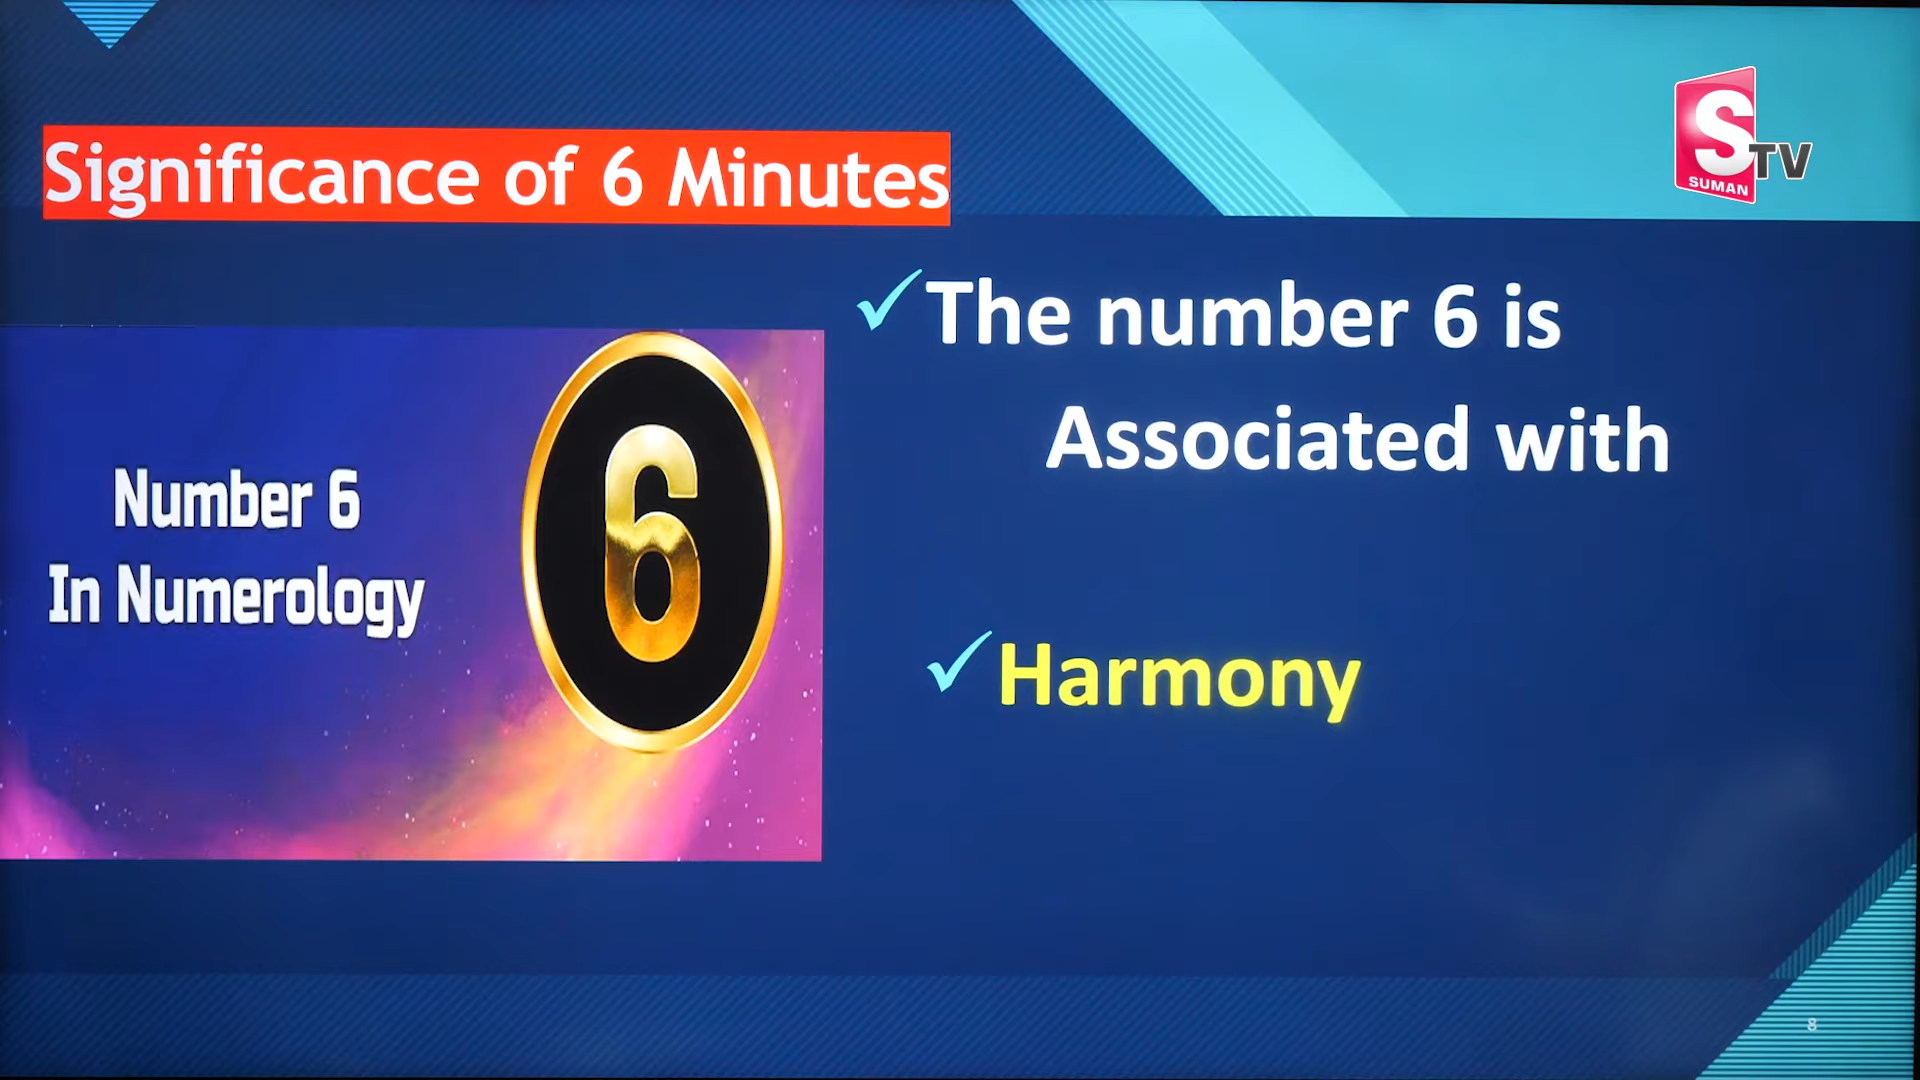 Significance of 6 Minutes
S
TV
SUMAN
✓The number 6 is
Associated with
Number 6
In Numerology
6
✓Harmony
8